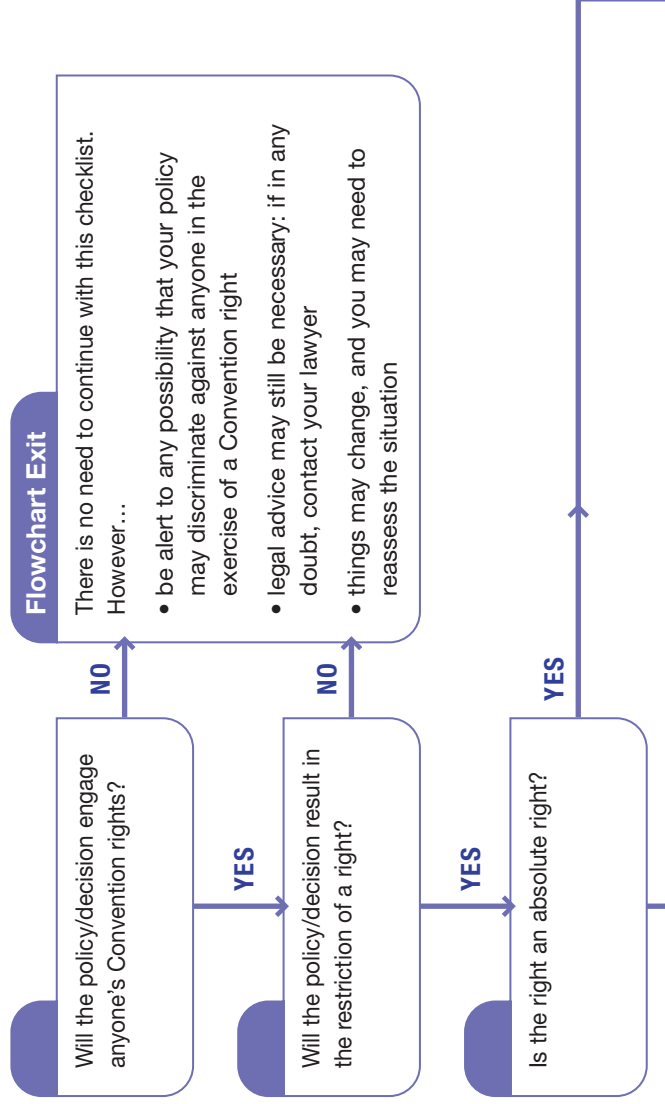 Will the policy/decision engage
anyone’s Convention rights?
NO
Flowchart Exit
There is no need to continue with this checklist.
However…
• be alert to any possibility that your policy
may discriminate against anyone in the
exercise of a Convention right
• legal advice may still be necessary: if in any
doubt, contact your lawyer
• things may change, and you may need to
reassess the situation
YES
Will the policy/decision result in
the restriction of a right?
NO
YES
Is the right an absolute right?
YES